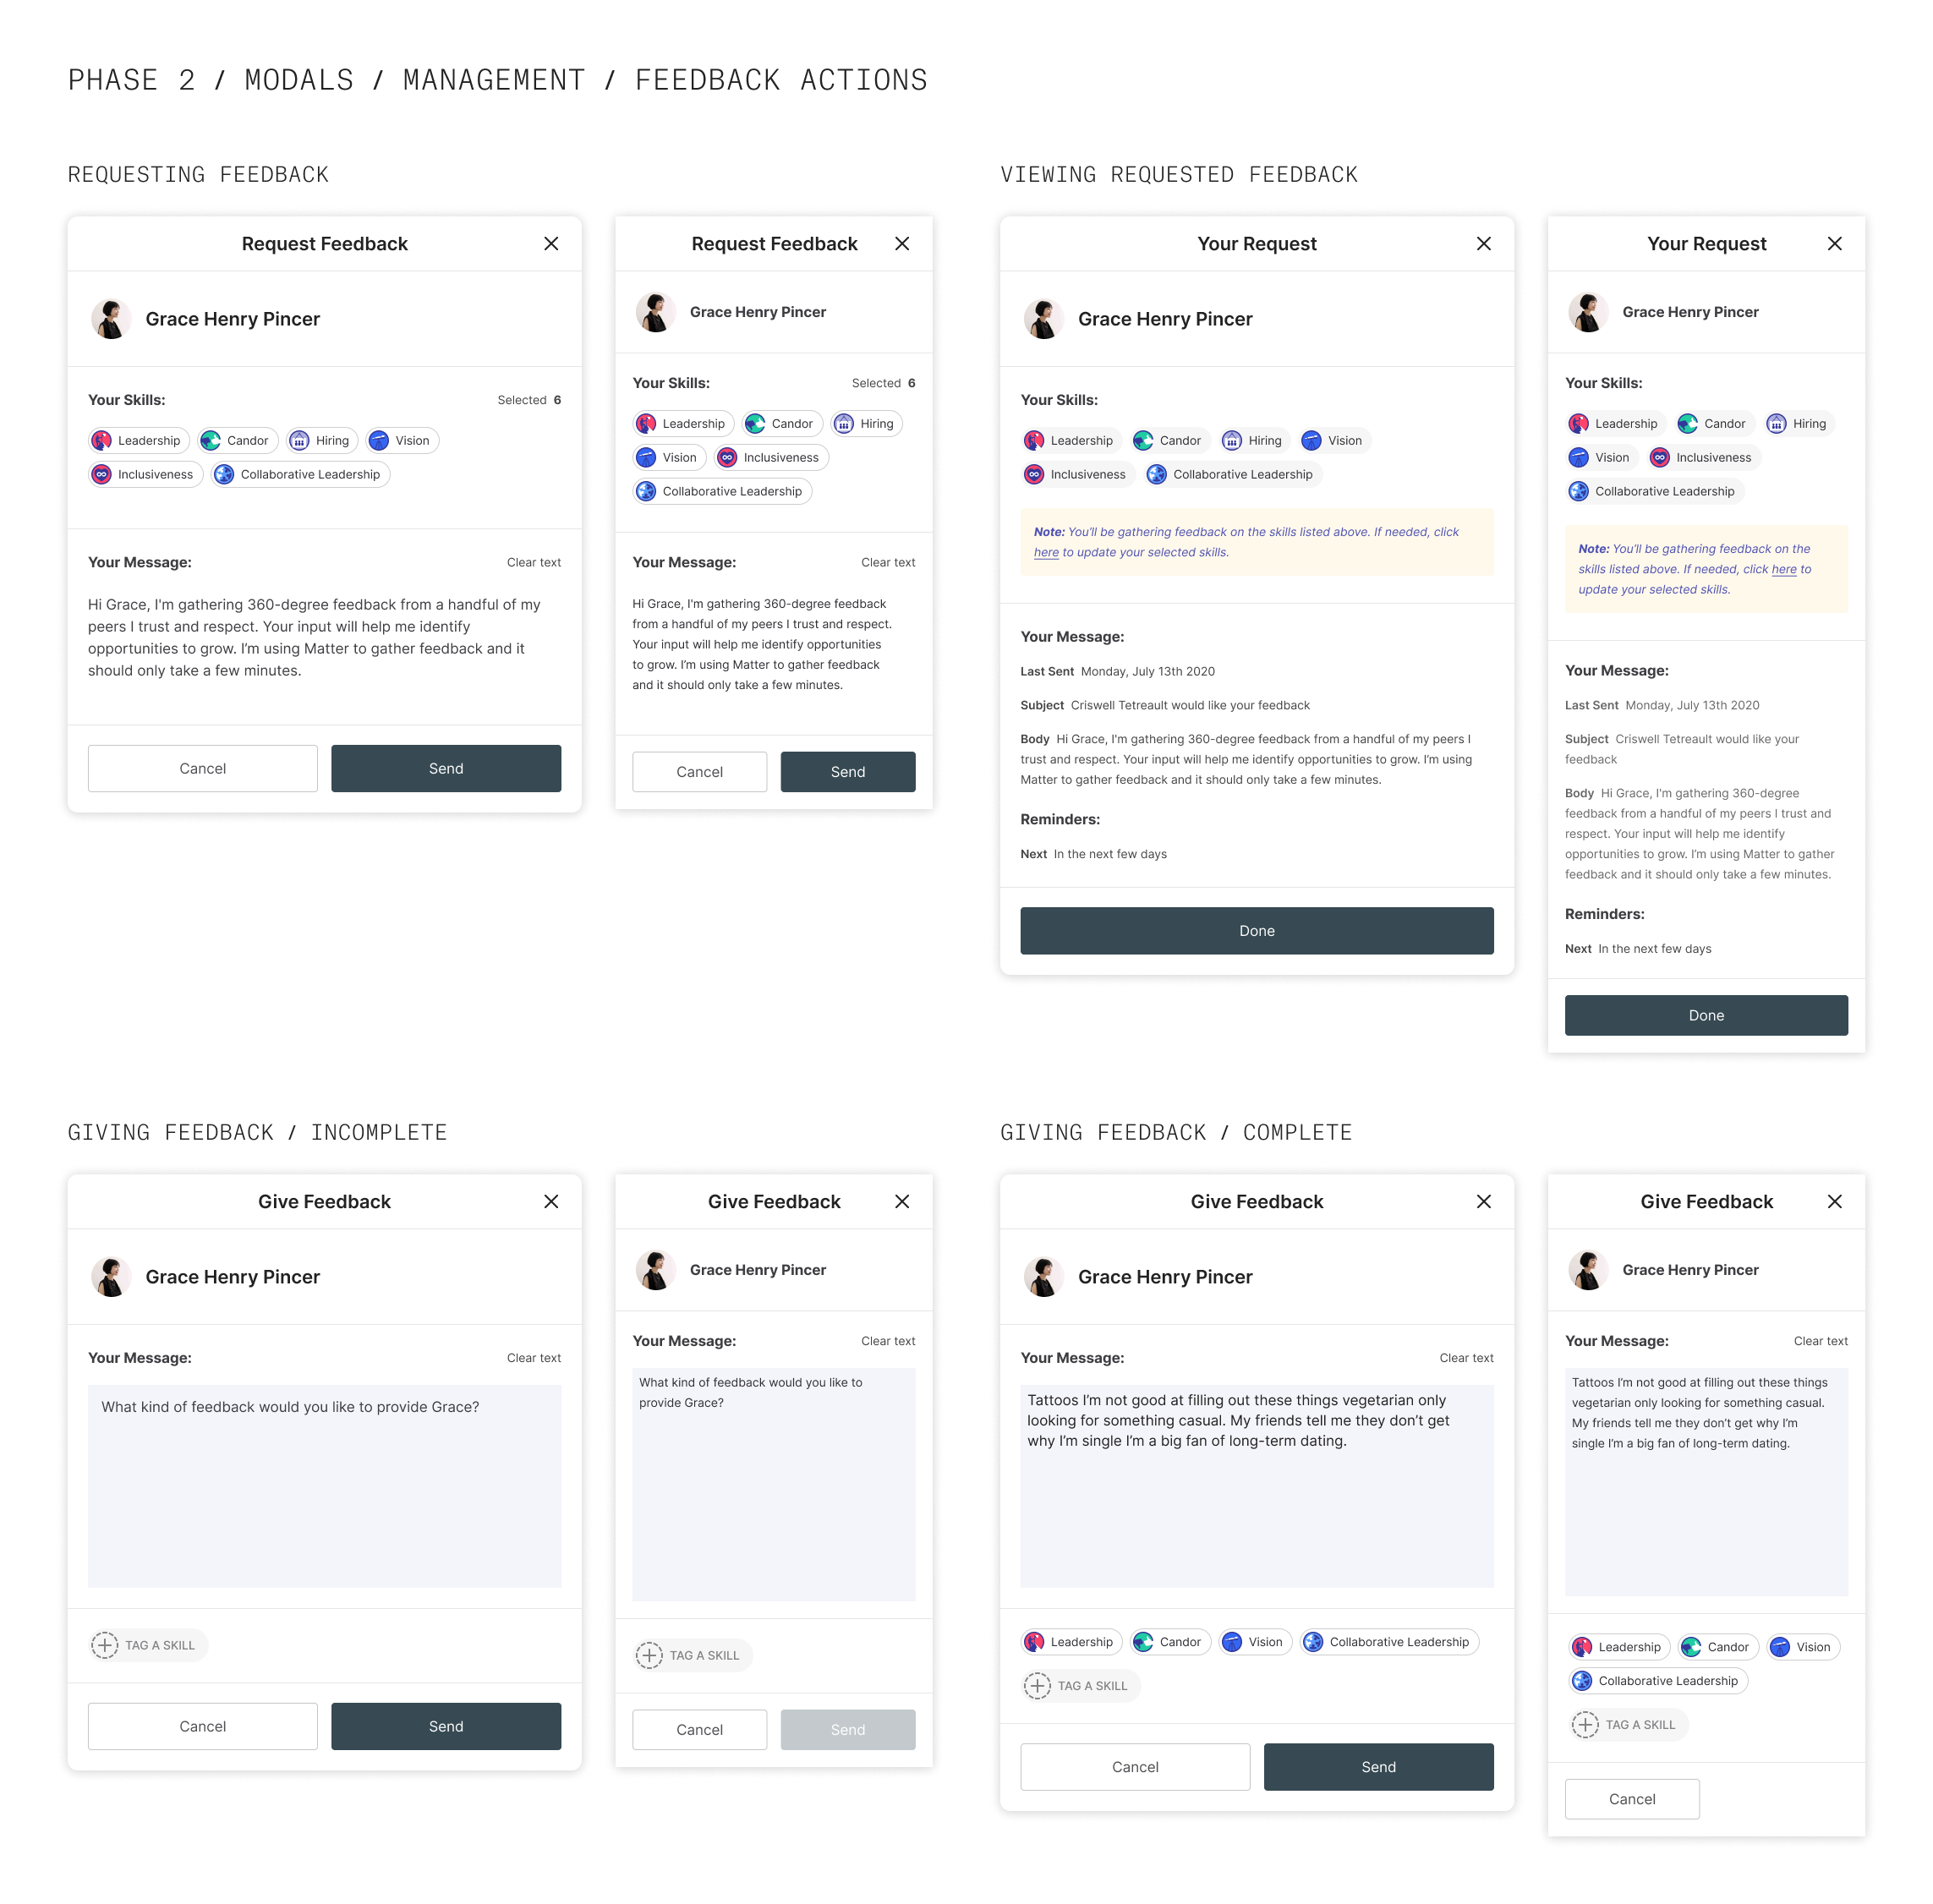 PHASE 2 / MODALS / MANAGEMENT / FEEDBACK ACTIONS
REQUESTING FEEDBACK
Request Feedback
Grace Henry Pincer
Your Skills:
Selected 6
Leadership
Candor
Hiring
Vision
Inclusiveness
Collaborative Leadership
Your Message:
Clear text
Hi Grace, I'm gathering 360-degree feedback from a handful of my
peers I trust and respect. Your input will help me identify
opportunities to grow. I’m using Matter to gather feedback and it
should only take a few minutes.
Cancel
Send
Request Feedback
Grace Henry Pincer
Your Skills:
Selected 6
Leadership
Candor
Hiring
Vision
Inclusiveness
Collaborative Leadership
Your Message:
Clear text
Hi Grace, I'm gathering 360-degree feedback
from a handful of my peers I trust and respect.
Your input will help me identify opportunities
to grow. I’m using Matter to gather feedback
and it should only take a few minutes.
Cancel
Send
VIEWING REQUESTED FEEDBACK
Your Request
Grace Henry Pincer
Your Skills:
Leadership
Candor
Hiring
Vision
Inclusiveness
Collaborative Leadership
Note: You’ll be gathering feedback on the skills listed above. If needed, click
here to update your selected skills.
Your Message:
Last Sent Monday, July 13th 2020
Subject Criswell Tetreault would like your feedback
Body Hi Grace, I'm gathering 360-degree feedback from a handful of my peers I
trust and respect. Your input will help me identify opportunities to grow. I’m using
Matter to gather feedback and it should only take a few minutes.
Reminders:
Next In the next few days
Done
Your Request
Grace Henry Pincer
Your Skills:
Leadership
Candor
Hiring
Vision
Inclusiveness
Collaborative Leadership
Note: You’ll be gathering feedback on the
skills listed above. If needed, click here to
update your selected skills.
Your Message:
Last Sent Monday, July 13th 2020
Subject Criswell Tetreault would like your
feedback
Body Hi Grace, I'm gathering 360-degree
feedback from a handful of my peers I trust and
respect. Your input will help me identify
opportunities to grow. I’m using Matter to gather
feedback and it should only take a few minutes.
Reminders:
Next In the next few days
Done
GIVING FEEDBACK / INCOMPLETE
Give Feedback
Grace Henry Pincer
Your Message:
Clear text
What kind of feedback would you like to provide Grace?
TAG A SKILL
Cancel
Send
Give Feedback
Grace Henry Pincer
Your Message:
Clear text
What kind of feedback would you like to
provide Grace?
TAG A SKILL
Cancel
Send
GIVING FEEDBACK / COMPLETE
Give Feedback
Grace Henry Pincer
Your Message:
Clear text
Tattoos I’m not good at filling out these things vegetarian only
looking for something casual. My friends tell me they don’t get
why I’m single I’m a big fan of long-term dating.
Leadership
Candor
Vision
Collaborative Leadership
TAG A SKILL
Cancel
Send
Give Feedback
Grace Henry Pincer
Your Message:
Clear text
Tattoos I’m not good at filling out these things
vegetarian only looking for something casual.
My friends tell me they don’t get why I’m
single I’m a big fan of long-term dating.
Leadership
Candor
Vision
Collaborative Leadership
TAG A SKILL
Cancel